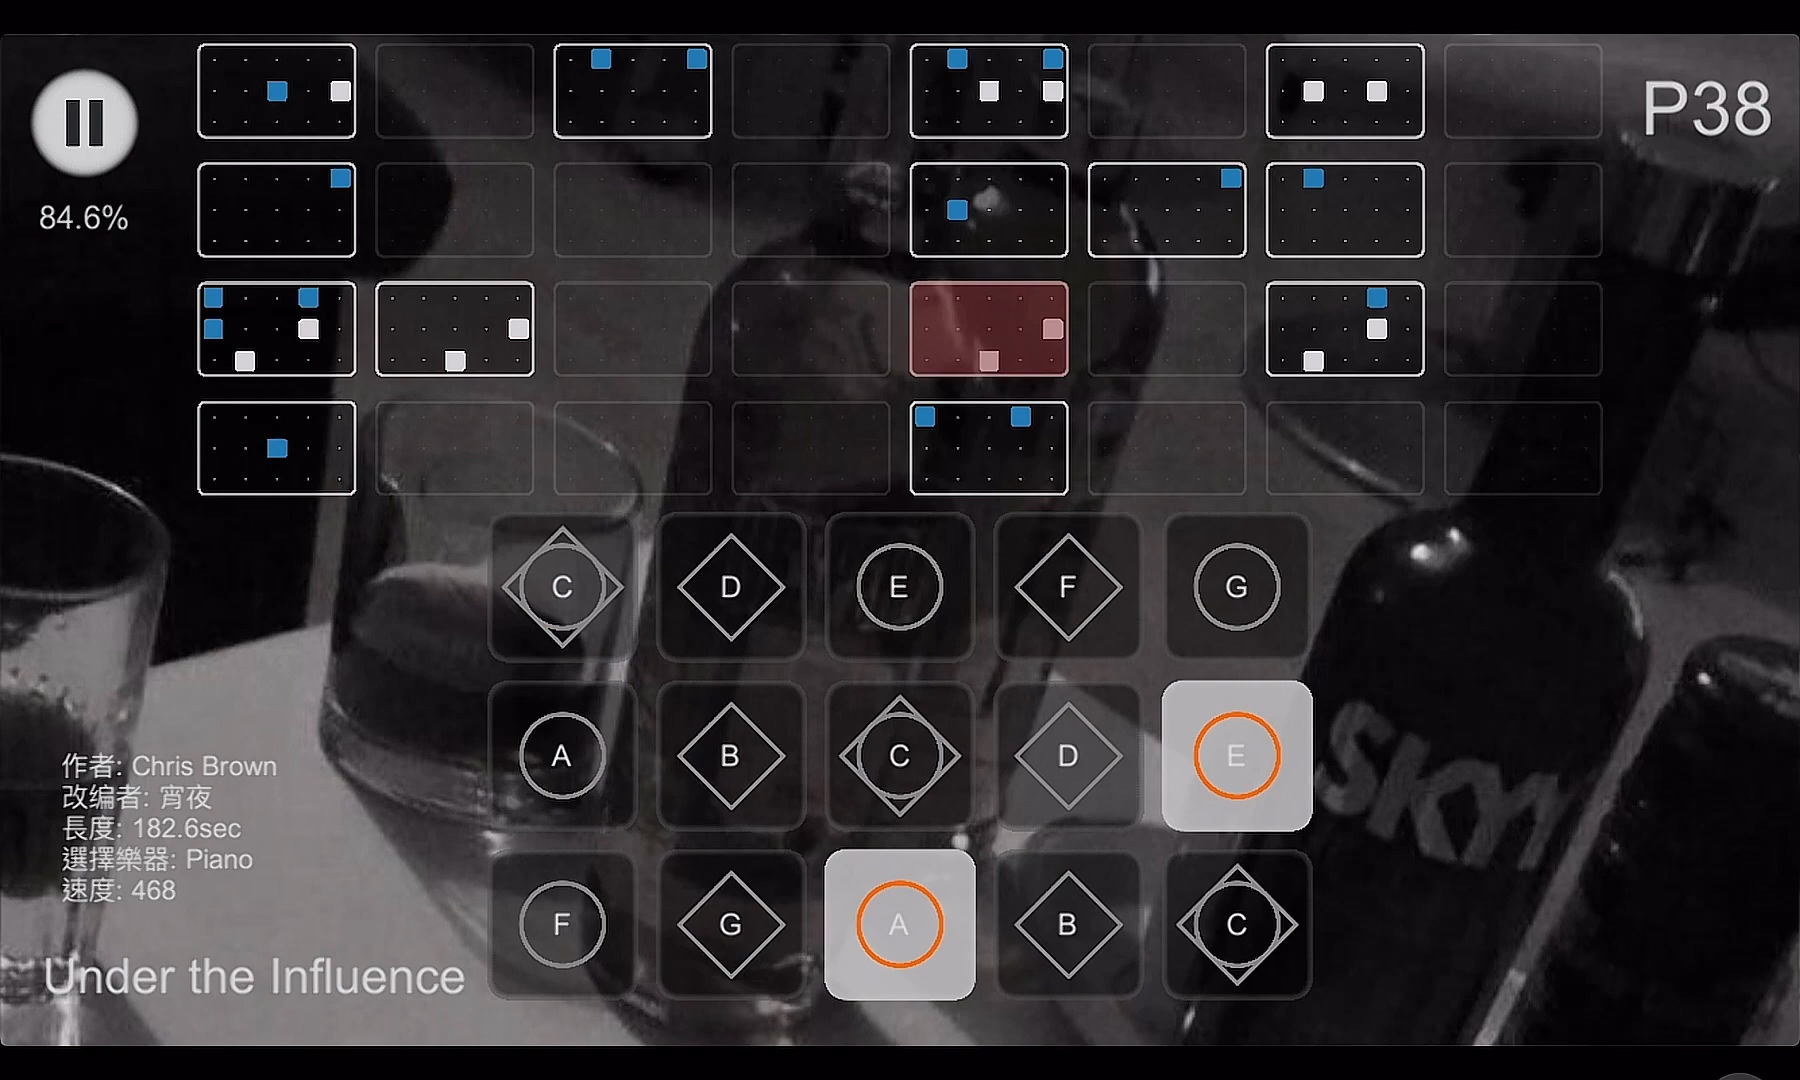 P38
84.6%
C D E F G
A B C D E
F G A B C
作者: Chris Brown
改编者: 宵夜
長度: 182.6sec
選擇樂器: Piano
速度: 468
Under the Influence
SKYY